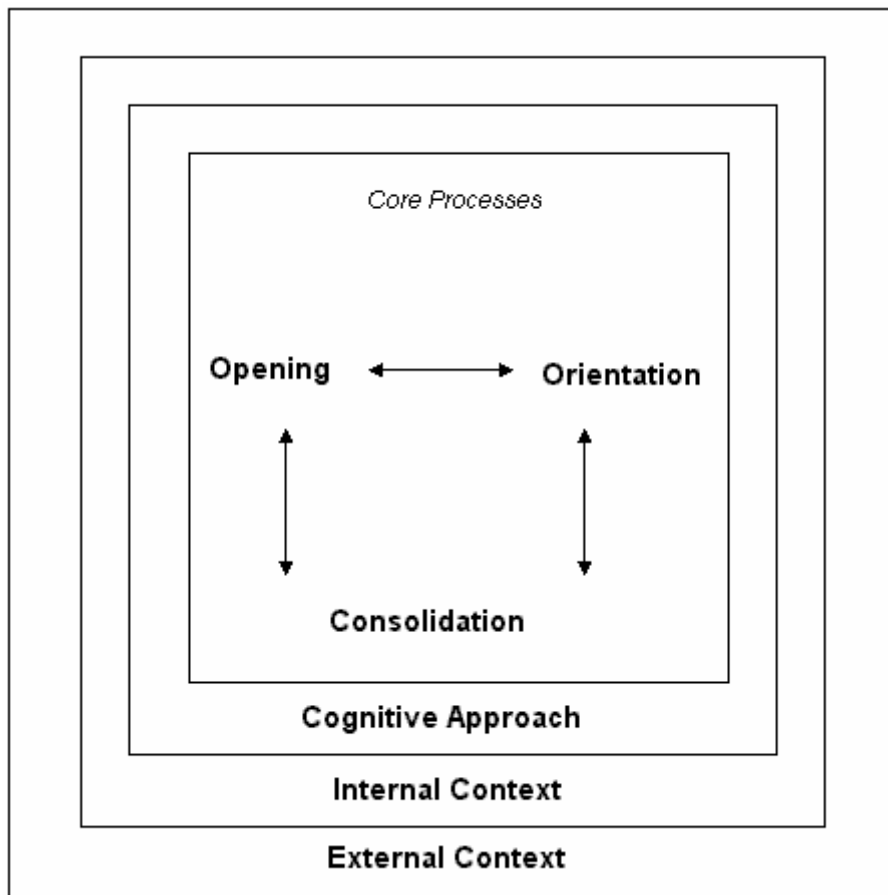 Core Processes
Opening
Orientation
Consolidation
Cognitive Approach
Internal Context
External Context